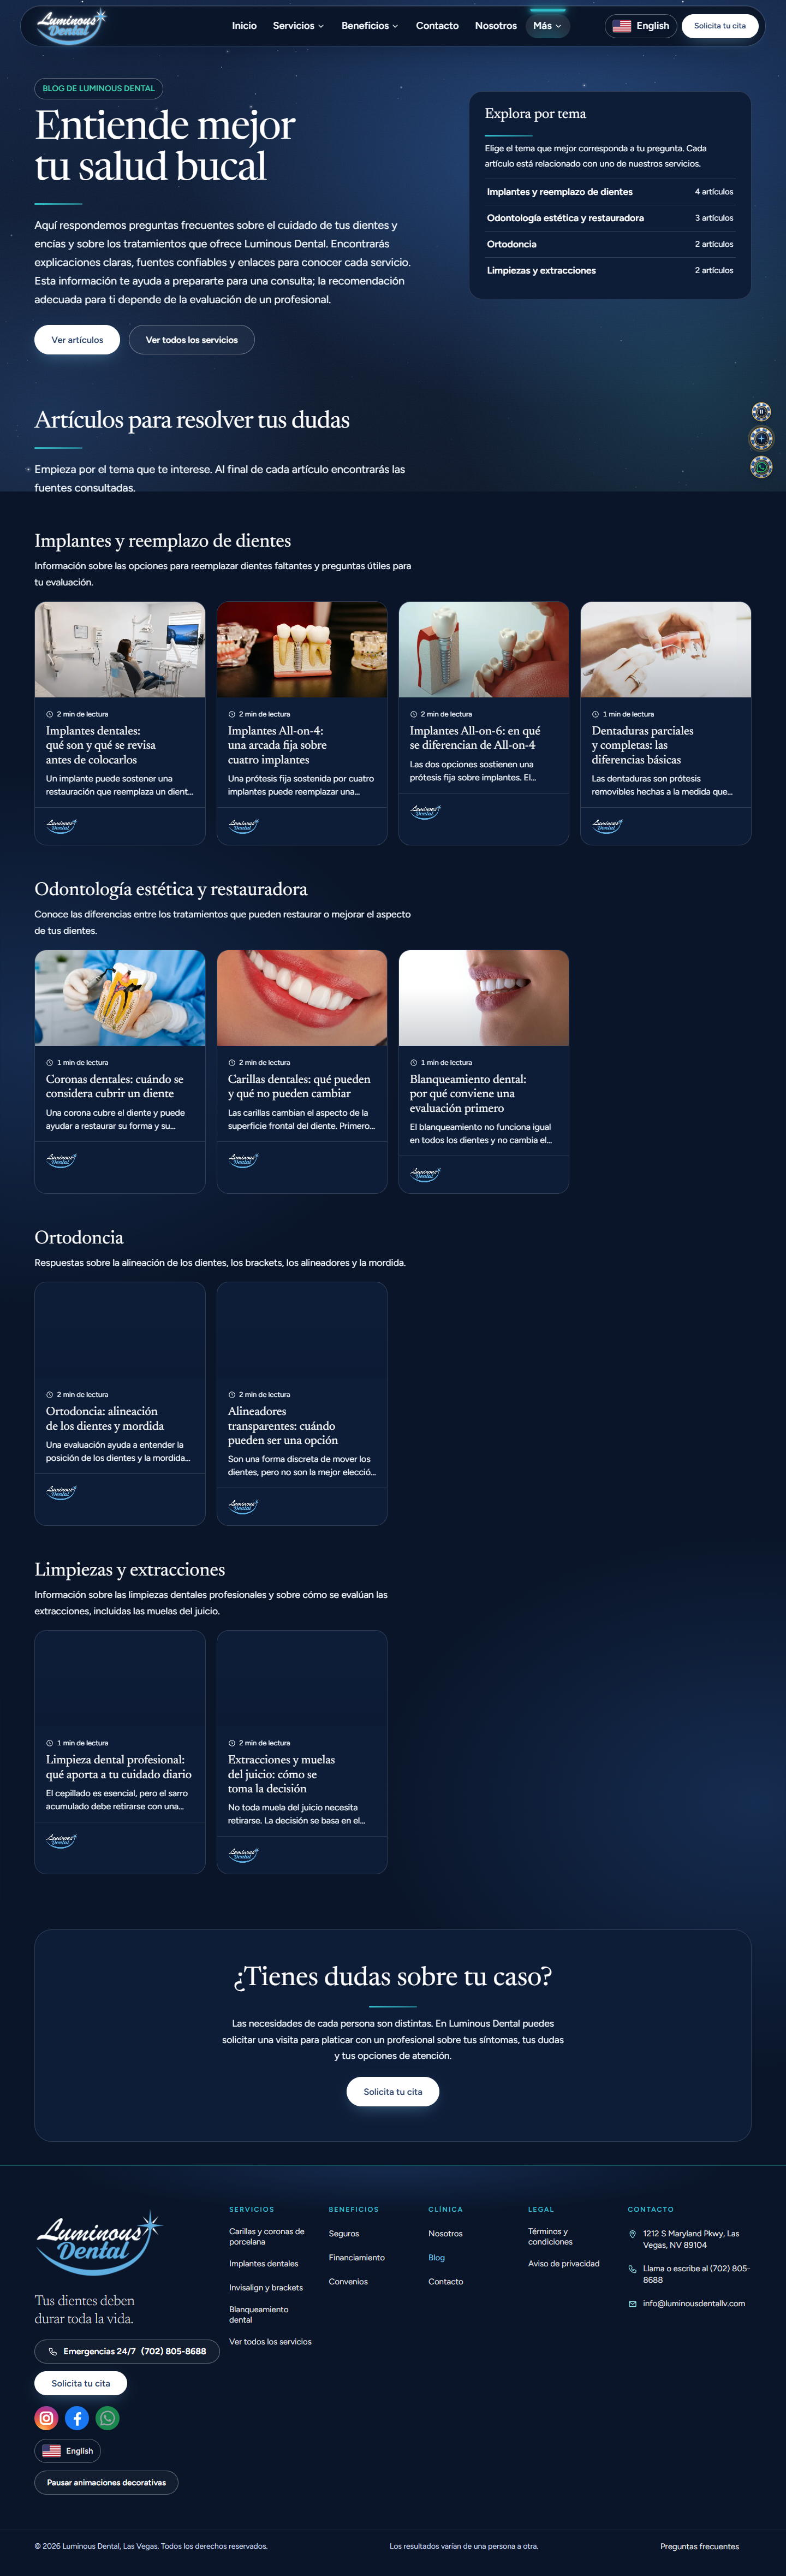 Luminous Dental
Inicio
Servicios
Beneficios
Contacto
Nosotros
Más
English
Solicita tu cita
BLOG DE LUMINOUS DENTAL
Entiende mejor
tu salud bucal
Aquí respondemos preguntas frecuentes sobre el cuidado de tus dientes y
encías y sobre los tratamientos que ofrece Luminous Dental. Encontrarás
explicaciones claras, fuentes confiables y enlaces para conocer cada servicio.
Esta información te ayuda a prepararte para una consulta; la recomendación
adecuada para ti depende de la evaluación de un profesional.
Ver artículos
Ver todos los servicios
Explora por tema
Elige el tema que mejor corresponda a tu pregunta. Cada
artículo está relacionado con uno de nuestros servicios.
Implantes y reemplazo de dientes 4 artículos
Odontología estética y restauradora 3 artículos
Ortodoncia 2 artículos
Limpiezas y extracciones 2 artículos
Artículos para resolver tus dudas
Empieza por el tema que te interese. Al final de cada artículo encontrarás las
fuentes consultadas.
Implantes y reemplazo de dientes
Información sobre las opciones para reemplazar dientes faltantes y preguntas útiles para
tu evaluación.
2 min de lectura
Implantes dentales:
qué son y qué se revisa
antes de colocarlos
Un implante puede sostener una
restauración que reemplaza un dient...
Luminous Dental
2 min de lectura
Implantes All-on-4:
una arcada fija sobre
cuatro implantes
Una prótesis fija sostenida por cuatro
implantes puede reemplazar una...
Luminous Dental
2 min de lectura
Implantes All-on-6: en qué
se diferencian de All-on-4
Las dos opciones sostienen una
prótesis fija sobre implantes. El...
Luminous Dental
1 min de lectura
Dentaduras parciales
y completas: las
diferencias básicas
Las dentaduras son prótesis
removibles hechas a la medida que...
Luminous Dental
Odontología estética y restauradora
Conoce las diferencias entre los tratamientos que pueden restaurar o mejorar el aspecto
de tus dientes.
1 min de lectura
Coronas dentales: cuándo se
considera cubrir un diente
Una corona cubre el diente y puede
ayudar a restaurar su forma y su...
Luminous Dental
2 min de lectura
Carillas dentales: qué pueden
y qué no pueden cambiar
Las carillas cambian el aspecto de la
superficie frontal del diente. Primero...
Luminous Dental
1 min de lectura
Blanqueamiento dental:
por qué conviene una
evaluación primero
El blanqueamiento no funciona igual
en todos los dientes y no cambia el...
Luminous Dental
Ortodoncia
Respuestas sobre la alineación de los dientes, los brackets, los alineadores y la mordida.
2 min de lectura
Ortodoncia: alineación
de los dientes y mordida
Una evaluación ayuda a entender la
posición de los dientes y la mordida...
Luminous Dental
2 min de lectura
Alineadores
transparentes: cuándo
pueden ser una opción
Son una forma discreta de mover los
dientes, pero no son la mejor elecció...
Luminous Dental
Limpiezas y extracciones
Información sobre las limpiezas dentales profesionales y sobre cómo se evalúan las
extracciones, incluidas las muelas del juicio.
1 min de lectura
Limpieza dental profesional:
qué aporta a tu cuidado diario
El cepillado es esencial, pero el sarro
acumulado debe retirarse con una...
Luminous Dental
2 min de lectura
Extracciones y muelas
del juicio: cómo se
toma la decisión
No toda muela del juicio necesita
retirarse. La decisión se basa en el...
Luminous Dental
¿Tienes dudas sobre tu caso?
Las necesidades de cada persona son distintas. En Luminous Dental puedes
solicitar una visita para platicar con un profesional sobre tus síntomas, tus dudas
y tus opciones de atención.
Solicita tu cita
Luminous
Dental
Tus dientes deben
durar toda la vida.
Emergencias 24/7 (702) 805-8688
Solicita tu cita
English
Pausar animaciones decorativas
SERVICIOS
Carillas y coronas de
porcelana
Implantes dentales
Invisalign y brackets
Blanqueamiento
dental
Ver todos los servicios
BENEFICIOS
Seguros
Financiamiento
Convenios
CLÍNICA
Nosotros
Blog
Contacto
LEGAL
Términos y
condiciones
Aviso de privacidad
CONTACTO
1212 S Maryland Pkwy, Las
Vegas, NV 89104
Llama o escribe al (702) 805-
8688
info@luminousdentallv.com
© 2026 Luminous Dental, Las Vegas. Todos los derechos reservados.
Los resultados varían de una persona a otra.
Preguntas frecuentes